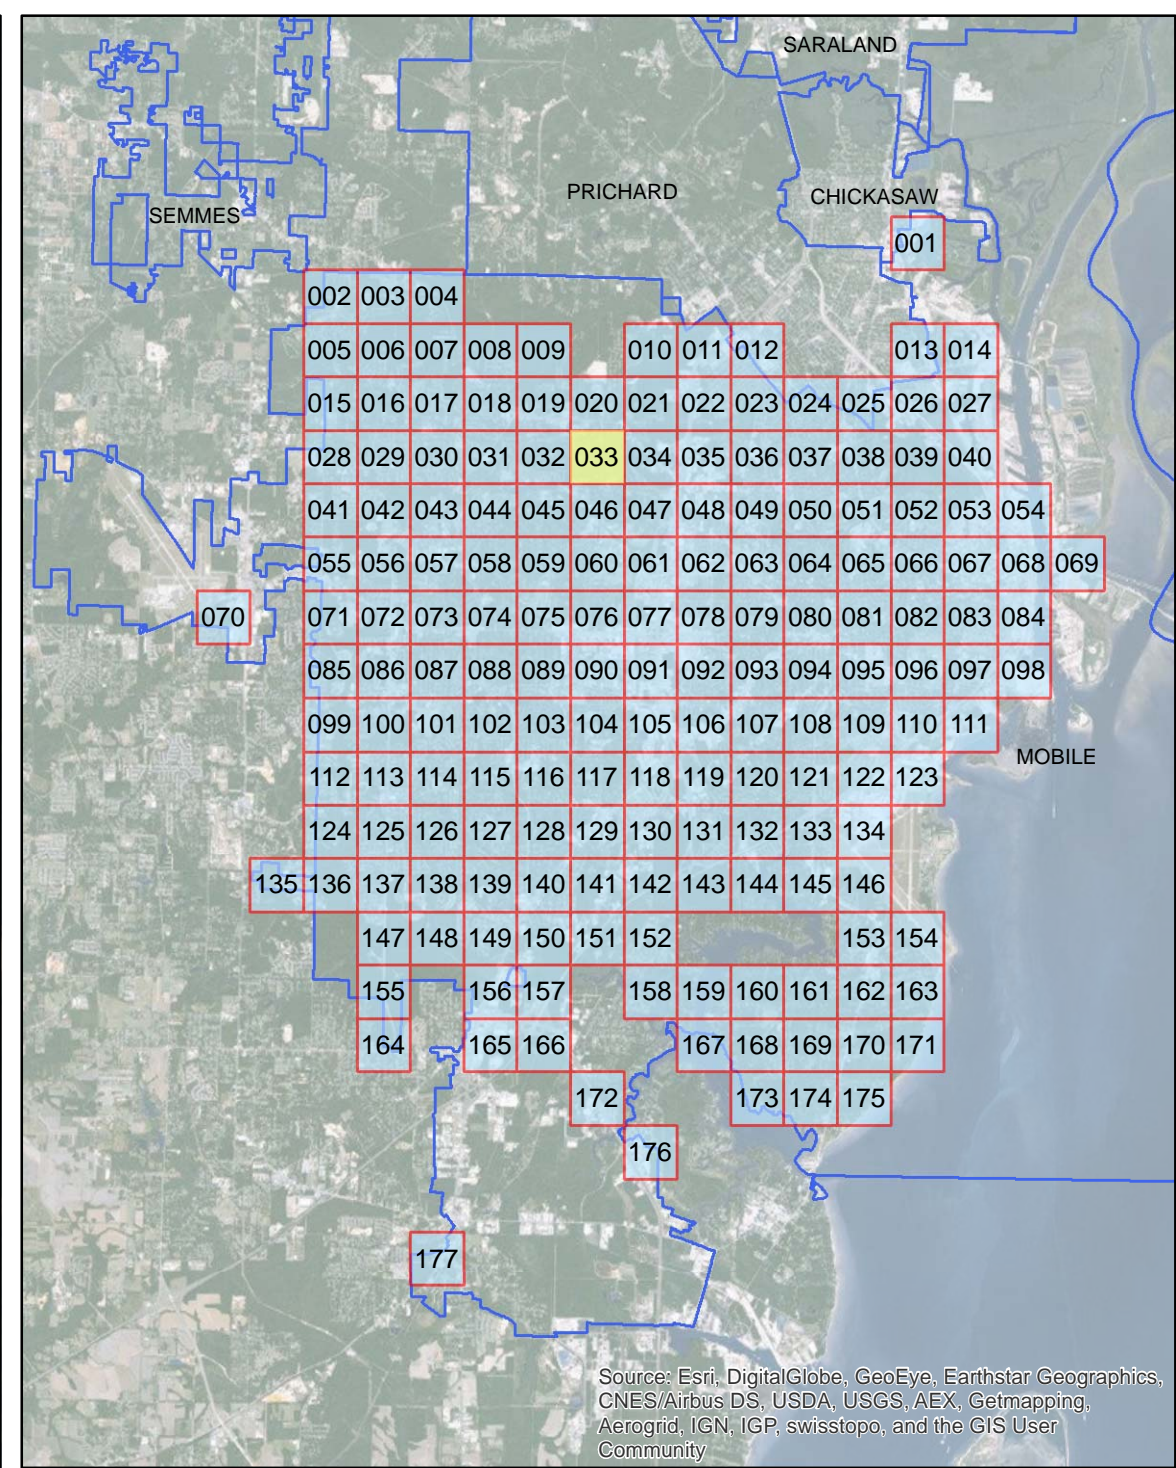 SARALAND
PRICHARD
CHICKASAW
SEMMES
001
002 003 004
005 006 007 008 009 010 011 012 013 014
015 016 017 018 019 020 021 022 023 024 025 026 027
028 029 030 031 032 033 034 035 036 037 038 039 040
041 042 043 044 045 046 047 048 049 050 051 052 053 054
055 056 057 058 059 060 061 062 063 064 065 066 067 068 069
070 071 072 073 074 075 076 077 078 079 080 081 082 083 084
085 086 087 088 089 090 091 092 093 094 095 096 097 098
099 100 101 102 103 104 105 106 107 108 109 110 111
MOBILE
112 113 114 115 116 117 118 119 120 121 122 123
124 125 126 127 128 129 130 131 132 133 134
135 136 137 138 139 140 141 142 143 144 145 146
147 148 149 150 151 152 153 154
155 156 157 158 159 160 161 162 163
164 165 166 167 168 169 170 171
172 173 174 175
176
177
Source: Esri, DigitalGlobe, GeoEye, Earthstar Geographics,
CNES/Airbus DS, USDA, USGS, AEX, Getmapping,
Aerogrid, IGN, IGP, swisstopo, and the GIS User
Community